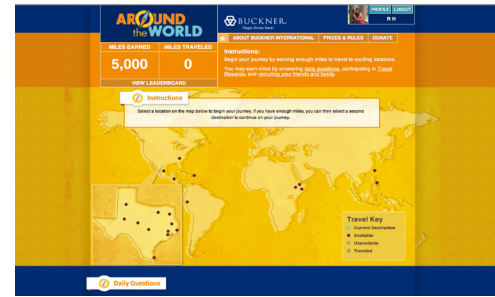 AROUND
the WORLD
BUCKNER.
Hope shines here
PROFILE LOGOUT
R H
ABOUT BUCKNER INTERNATIONAL PRIZES & RULES DONATE
MILES EARNED MILES TRAVELED
5,000 0
VIEW LEADERBOARD
Instructions:
Begin your journey by earning enough miles to travel to exciting locations.
You may earn miles by answering daily questions, participating in Travel
Rewards, and recruiting your friends and family.
Instructions
Select a location on the map below to begin your journey. If you have enough miles, you can then select a second
destination to continue on your journey.
Travel Key
Current Destination
Available
Unavailable
Traveled
Daily Questions